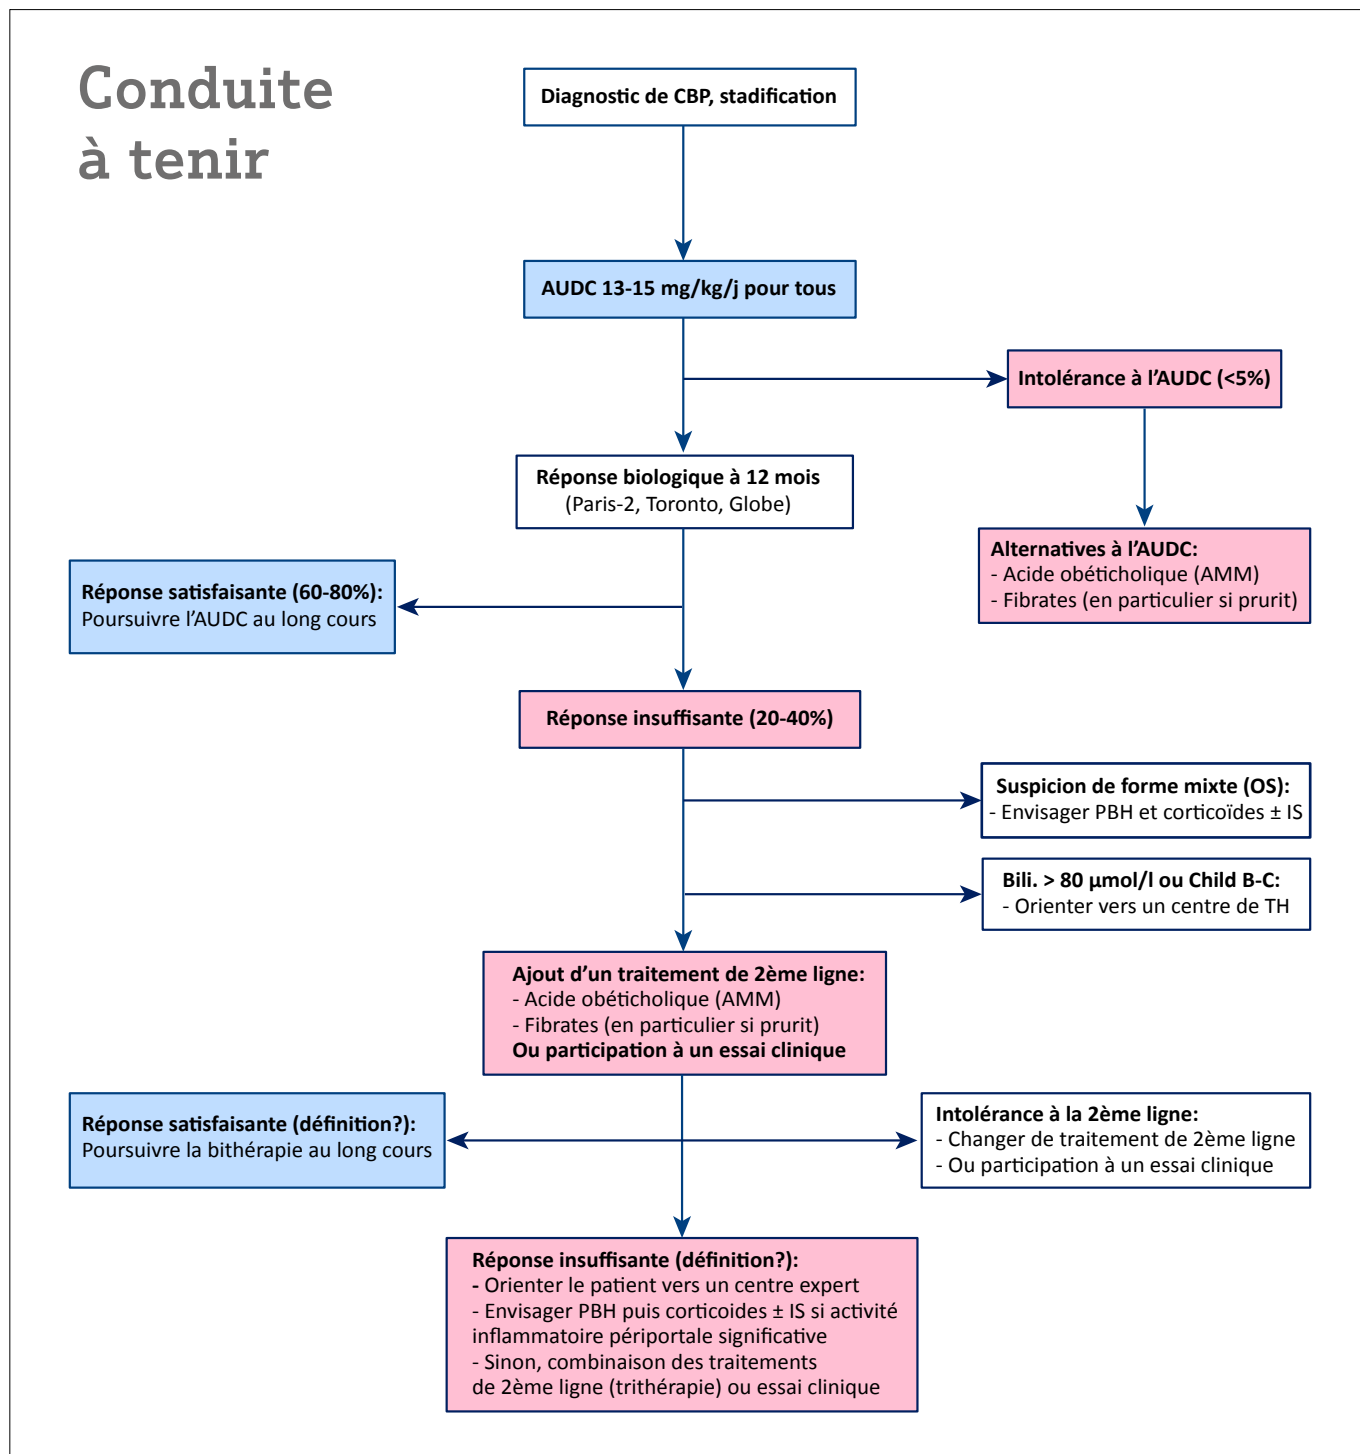 Conduite
à tenir
Diagnostic de CBP, stadification
AUDC 13-15 mg/kg/j pour tous
Intolérance à l’AUDC (<5%)
Réponse biologique à 12 mois
(Paris-2, Toronto, Globe)
Alternatives à l’AUDC:
- Acide obéticholique (AMM)
- Fibrates (en particulier si prurit)
Réponse satisfaisante (60-80%):
Poursuivre l’AUDC au long cours
Réponse insuffisante (20-40%)
Suspicion de forme mixte (OS):
- Envisager PBH et corticoïdes ± IS
Bili. > 80 μmol/l ou Child B-C:
- Orienter vers un centre de TH
Ajout d’un traitement de 2ème ligne:
- Acide obéticholique (AMM)
- Fibrates (en particulier si prurit)
Ou participation à un essai clinique
Réponse satisfaisante (définition?):
Poursuivre la bithérapie au long cours
Intolérance à la 2ème ligne:
- Changer de traitement de 2ème ligne
- Ou participation à un essai clinique
Réponse insuffisante (définition?):
- Orienter le patient vers un centre expert
- Envisager PBH puis corticoides ± IS si activité
inflammatoire périportale significative
- Sinon, combinaison des traitements
de 2ème ligne (trithérapie) ou essai clinique